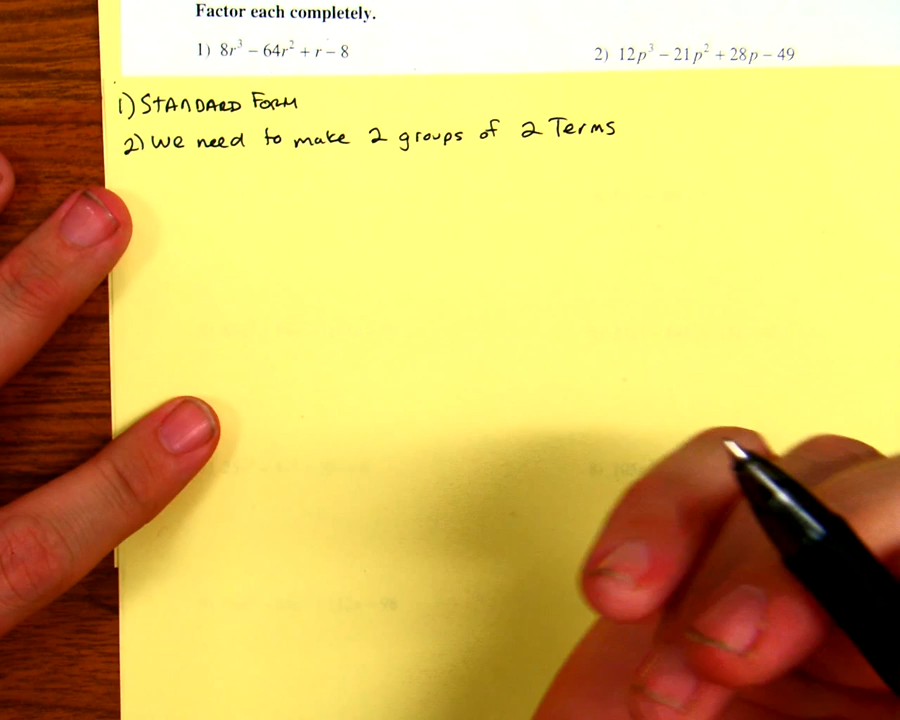 Factor each completely.
1) 8r³ − 64r² + r − 8
2) 12p³ − 21p² + 28p − 49
1) STANDARD FORM
2) We need to make 2 groups of 2 Terms